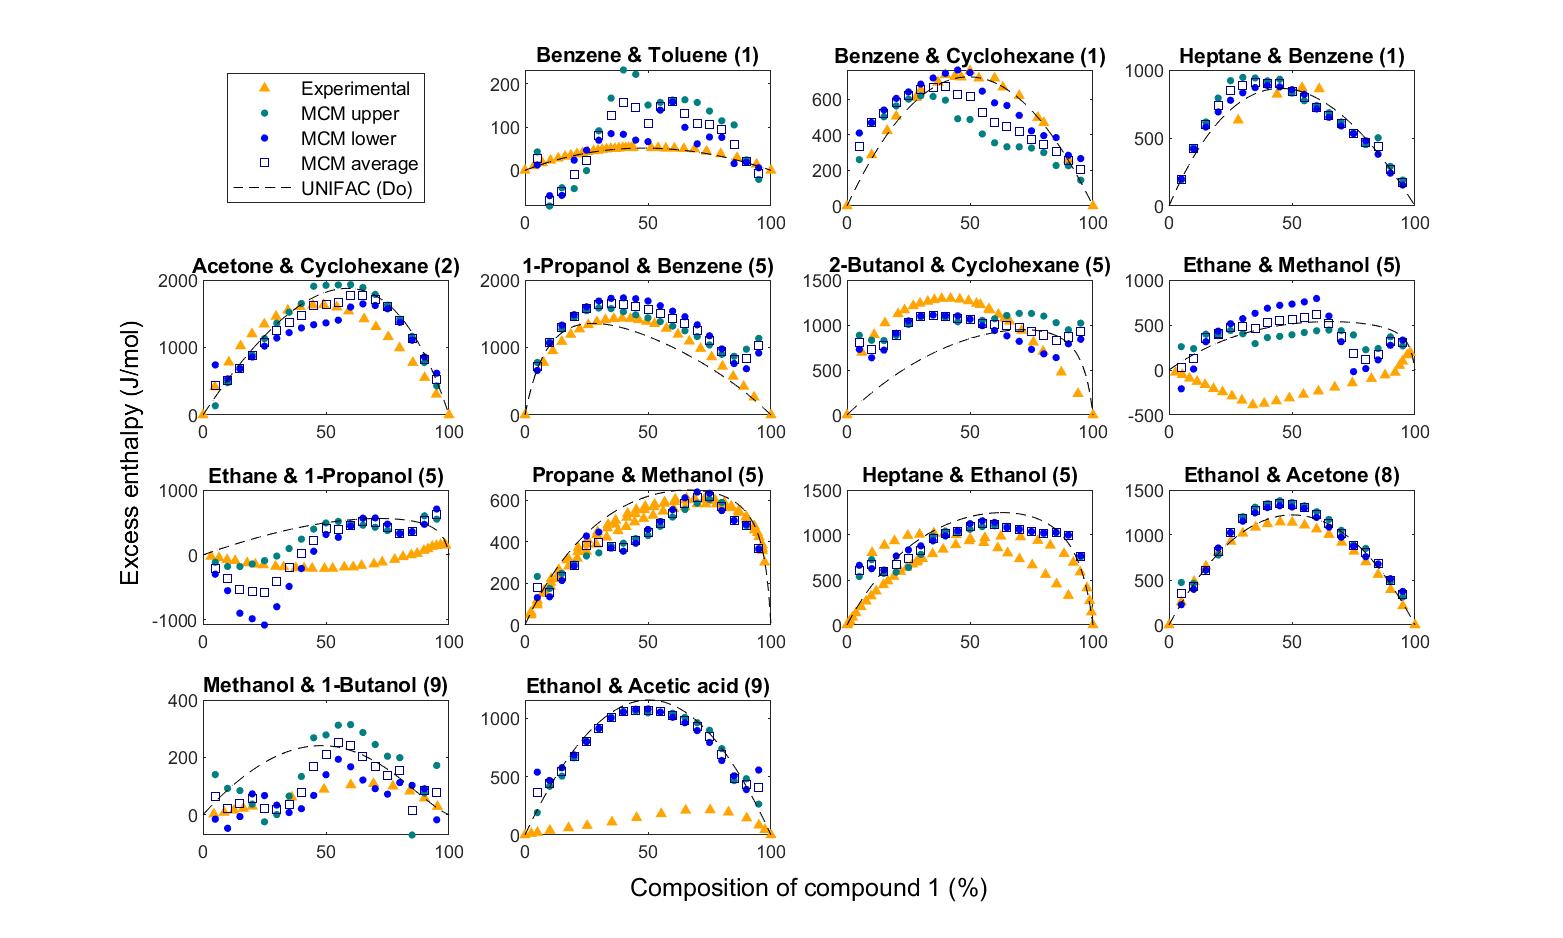 Experimental
MCM upper
MCM lower
MCM average
UNIFAC (Do)
Benzene & Toluene (1)
200
100
0
0 50 100
Benzene & Cyclohexane (1)
600
400
200
0
0 50 100
Heptane & Benzene (1)
1000
500
0
0 50 100
Acetone & Cyclohexane (2)
2000
1000
0
0 50 100
1-Propanol & Benzene (5)
2000
1000
0
0 50 100
2-Butanol & Cyclohexane (5)
1500
1000
500
0
0 50 100
Ethane & Methanol (5)
1000
500
0
-500
0 50 100
Excess enthalpy (J/mol)
Ethane & 1-Propanol (5)
1000
0
-1000
0 50 100
Propane & Methanol (5)
600
400
200
0
0 50 100
Heptane & Ethanol (5)
1500
1000
500
0
0 50 100
Ethanol & Acetone (8)
1500
1000
500
0
0 50 100
Methanol & 1-Butanol (9)
400
200
0
0 50 100
Ethanol & Acetic acid (9)
1000
500
0
0 50 100
Composition of compound 1 (%)